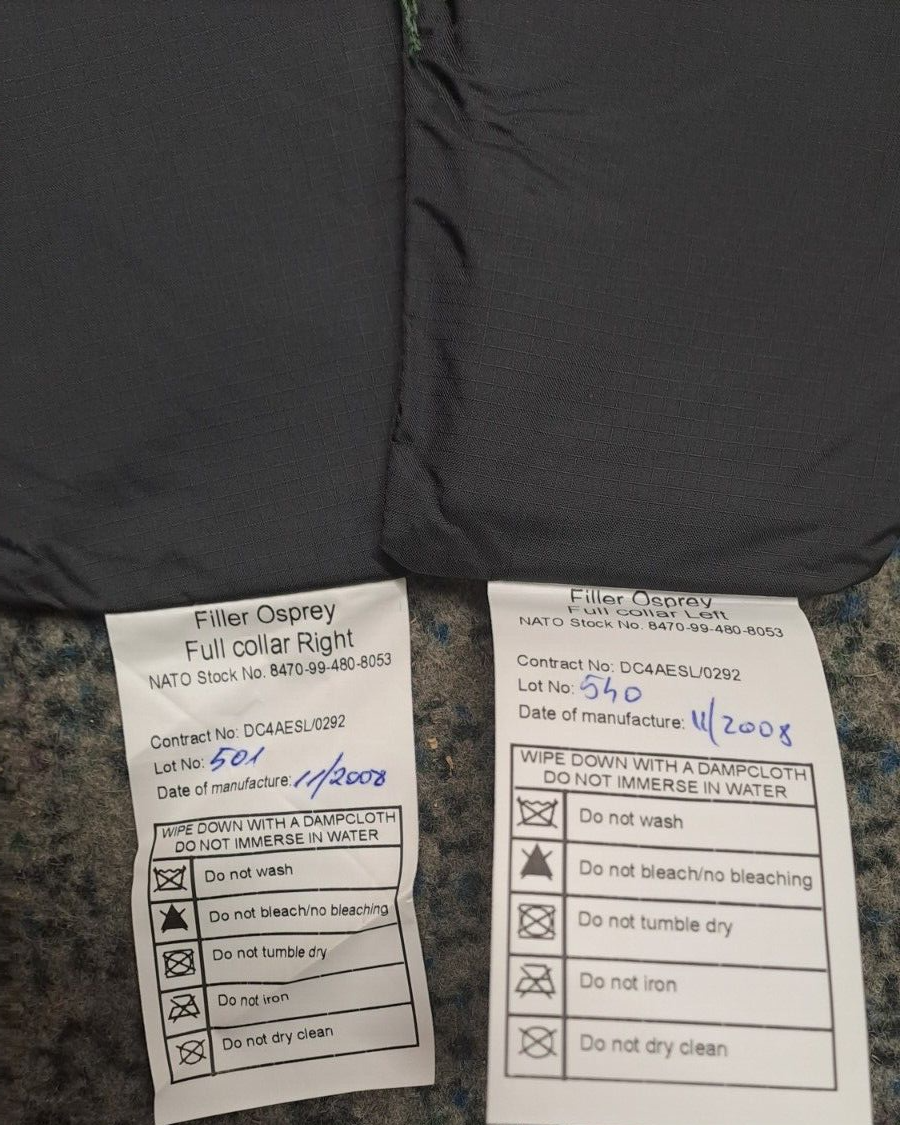 Filler Osprey
Full collar Right
NATO Stock No. 8470-99-480-8053
Contract No: DC4AESL/0292
Lot No: 501
Date of manufacture: 11/2008
WIPE DOWN WITH A DAMPCLOTH
DO NOT IMMERSE IN WATER
Do not wash
Do not bleach/no bleaching
Do not tumble dry
Do not iron
Do not dry clean
Filler Osprey
Full collar Left
NATO Stock No. 8470-99-480-8053
Contract No: DC4AESL/0292
Lot No: 540
Date of manufacture: 11/2008
WIPE DOWN WITH A DAMPCLOTH
DO NOT IMMERSE IN WATER
Do not wash
Do not bleach/no bleaching
Do not tumble dry
Do not iron
Do not dry clean